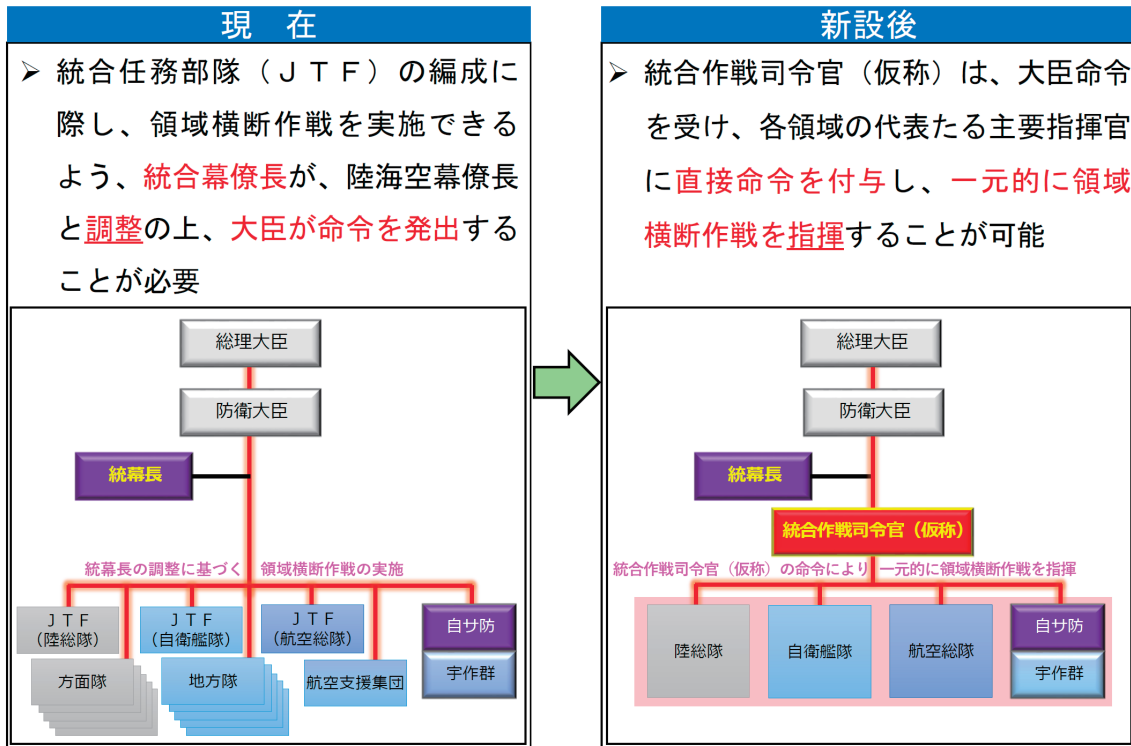 現　在
➢ 統合任務部隊（ＪＴＦ）の編成に
際し、領域横断作戦を実施できる
よう、統合幕僚長が、陸海空幕僚長
と調整の上、大臣が命令を発出する
ことが必要
総理大臣
防衛大臣
統幕長
統幕長の調整に基づく　領域横断作戦の実施
ＪＴＦ
（陸総隊）
ＪＴＦ
（自衛艦隊）
ＪＴＦ
（航空総隊）
自サ防
方面隊
地方隊
航空支援集団
宇作群
新設後
➢ 統合作戦司令官（仮称）は、大臣命令
を受け、各領域の代表たる主要指揮官
に直接命令を付与し、一元的に領域
横断作戦を指揮することが可能
総理大臣
防衛大臣
統幕長
統合作戦司令官（仮称）
統合作戦司令官（仮称）の命令により　一元的に領域横断作戦を指揮
陸総隊
自衛艦隊
航空総隊
自サ防
宇作群